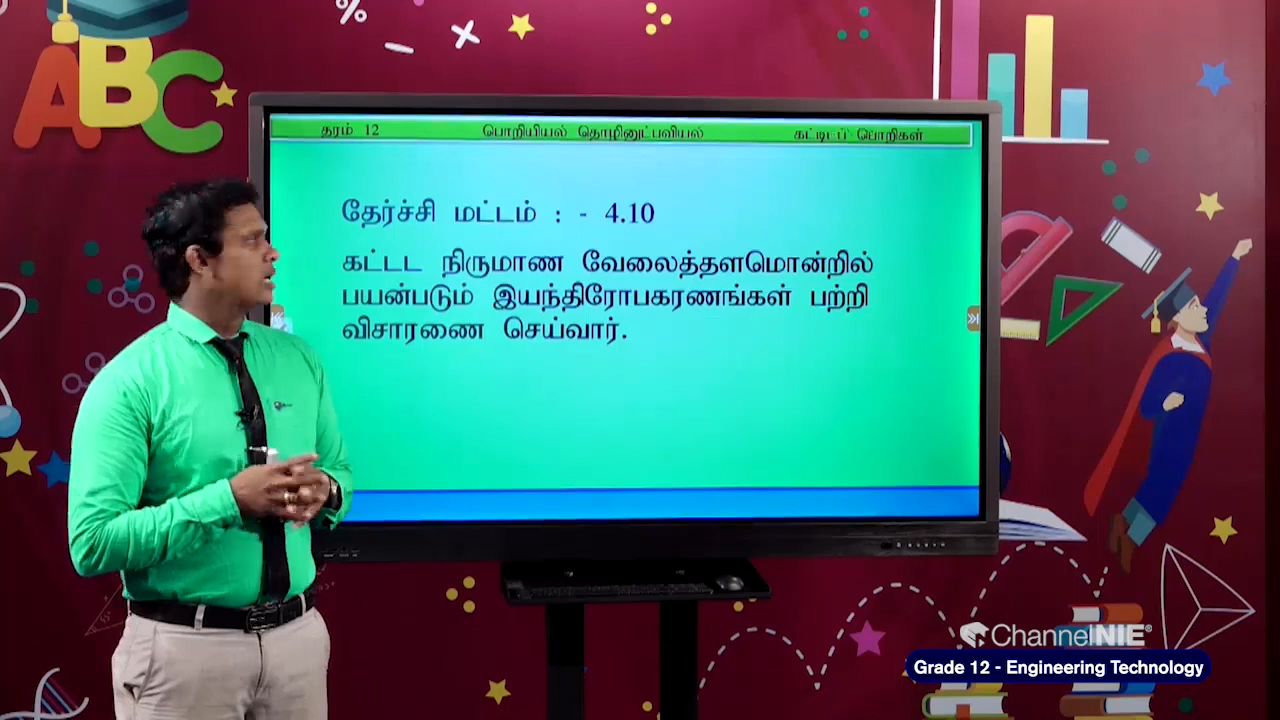 ABC
%
தரம் 12 பொறியியல் தொழினுட்பவியல் கட்டிடப் பொறிகள்
தேர்ச்சி மட்டம் : - 4.10
கட்டட நிருமாண வேலைத்தளமொன்றில்
பயன்படும் இயந்திரோபகரணங்கள் பற்றி
விசாரணை செய்வார்.
ChannelNIE®
Grade 12 - Engineering Technology